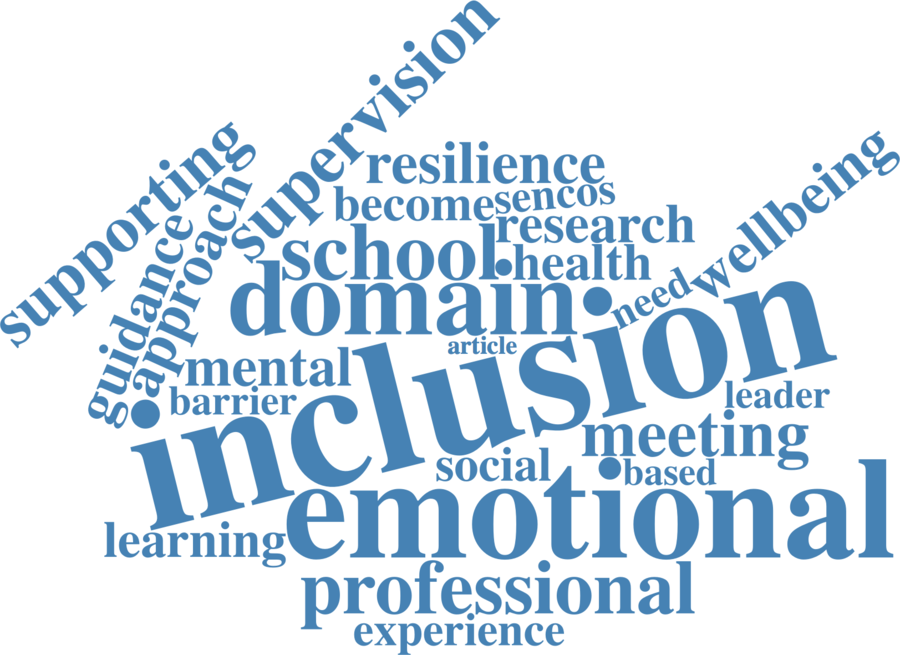 supervision
supporting
resilience
wellbeing
become
sencos
guidance
approach
research
school
health
domain
need
inclusion
article
mental
barrier
leader
meeting
social
based
emotional
learning
professional
experience